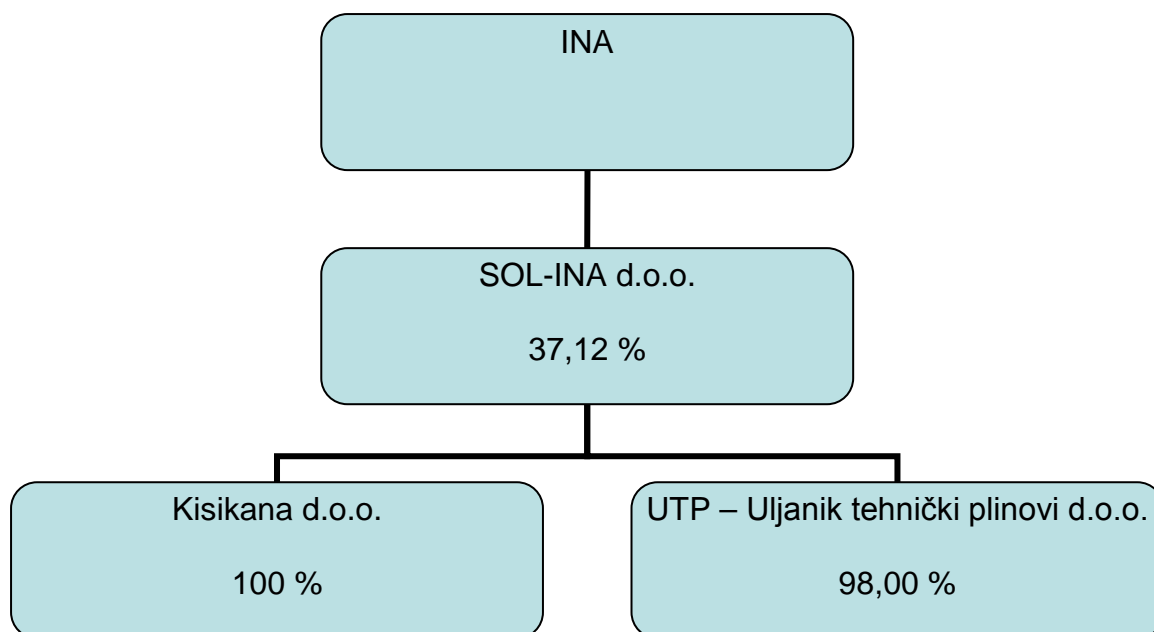 INA
SOL-INA d.o.o.
37,12 %
Kisikana d.o.o.
100 %
UTP – Uljanik tehnički plinovi d.o.o.
98,00 %